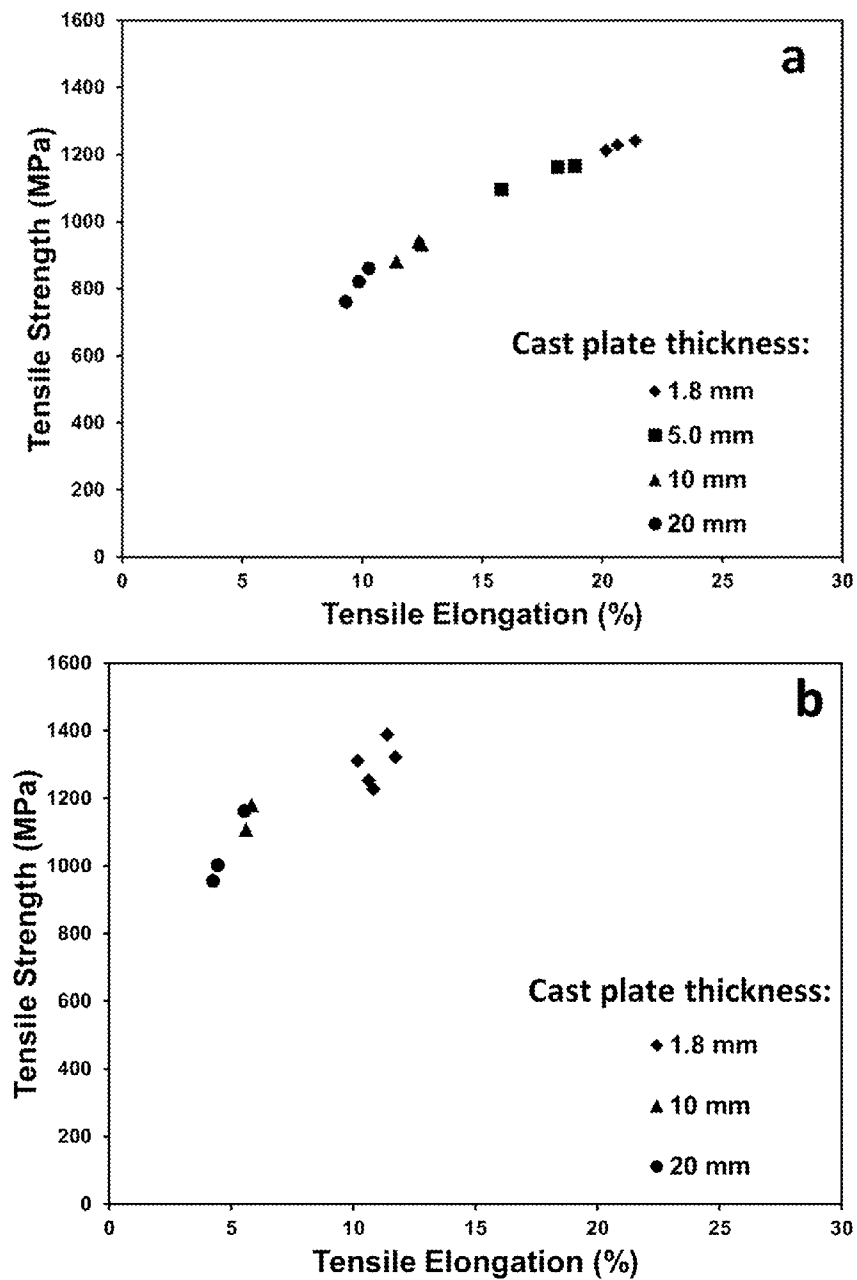 1600
a
1400
1200
1000
800
600
400
200
0
Tensile Strength (MPa)
Cast plate thickness:
1.8 mm
5.0 mm
10 mm
20 mm
0 5 10 15 20 25 30
Tensile Elongation (%)
1600
b
1400
1200
1000
800
600
400
200
0
Tensile Strength (MPa)
Cast plate thickness:
1.8 mm
10 mm
20 mm
0 5 10 15 20 25 30
Tensile Elongation (%)